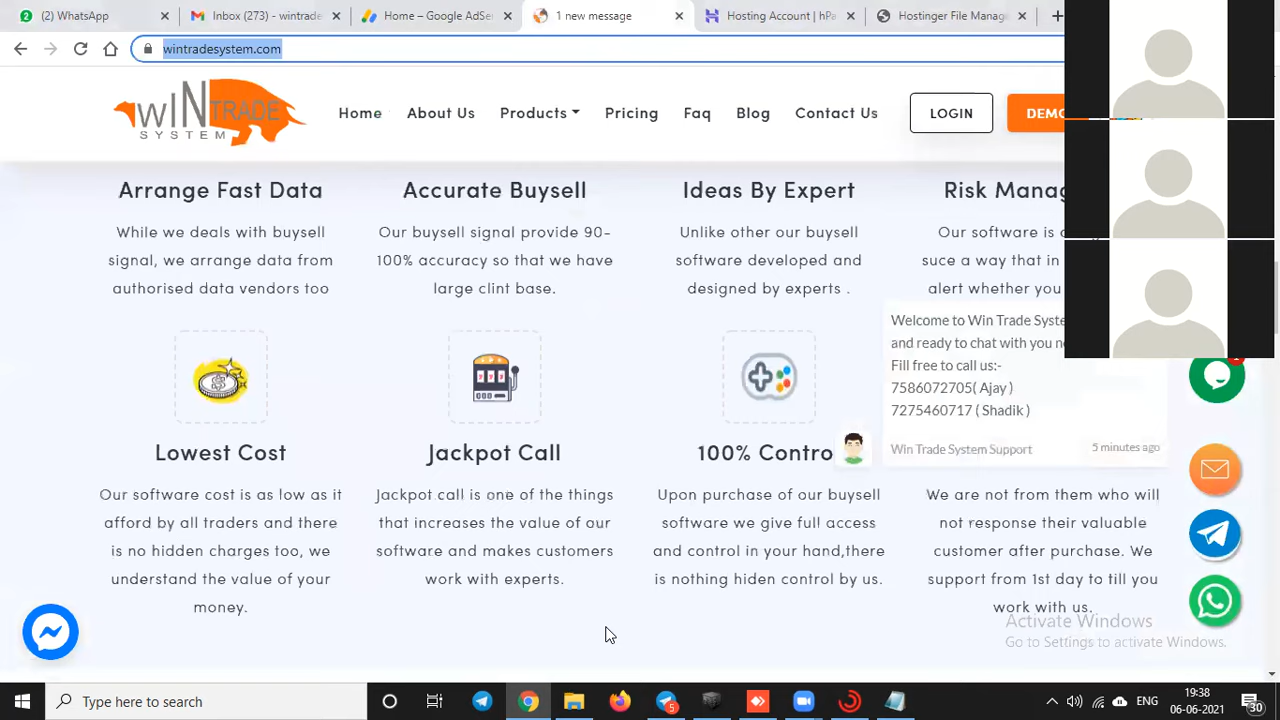 (2) WhatsApp
Inbox (273) - wintrade
Home – Google AdSe
1 new message
Hosting Account | hPa
Hostinger File Manage
wintradesystem.com
WINTRADE
SYSTEM
Home
About Us
Products
Pricing
Faq
Blog
Contact Us
LOGIN
DEMO
Arrange Fast Data
While we deals with buysell
signal, we arrange data from
authorised data vendors too
Accurate Buysell
Our buysell signal provide 90-
100% accuracy so that we have
large clint base.
Ideas By Expert
Unlike other our buysell
software developed and
designed by experts .
Risk Manag
Our software is
suce a way that in
alert whether you
Welcome to Win Trade Syste
and ready to chat with you n
Fill free to call us:-
7586072705( Ajay )
7275460717 ( Shadik )
Win Trade System Support
5 minutes ago
Lowest Cost
Our software cost is as low as it
afford by all traders and there
is no hidden charges too, we
understand the value of your
money.
Jackpot Call
Jackpot call is one of the things
that increases the value of our
software and makes customers
work with experts.
100% Contro
Upon purchase of our buysell
software we give full access
and control in your hand,there
is nothing hiden control by us.
We are not from them who will
not response their valuable
customer after purchase. We
support from 1st day to till you
work with us.
Activate Windows
Go to Settings to activate Windows.
Type here to search
5
ENG
19:38
06-06-2021
30